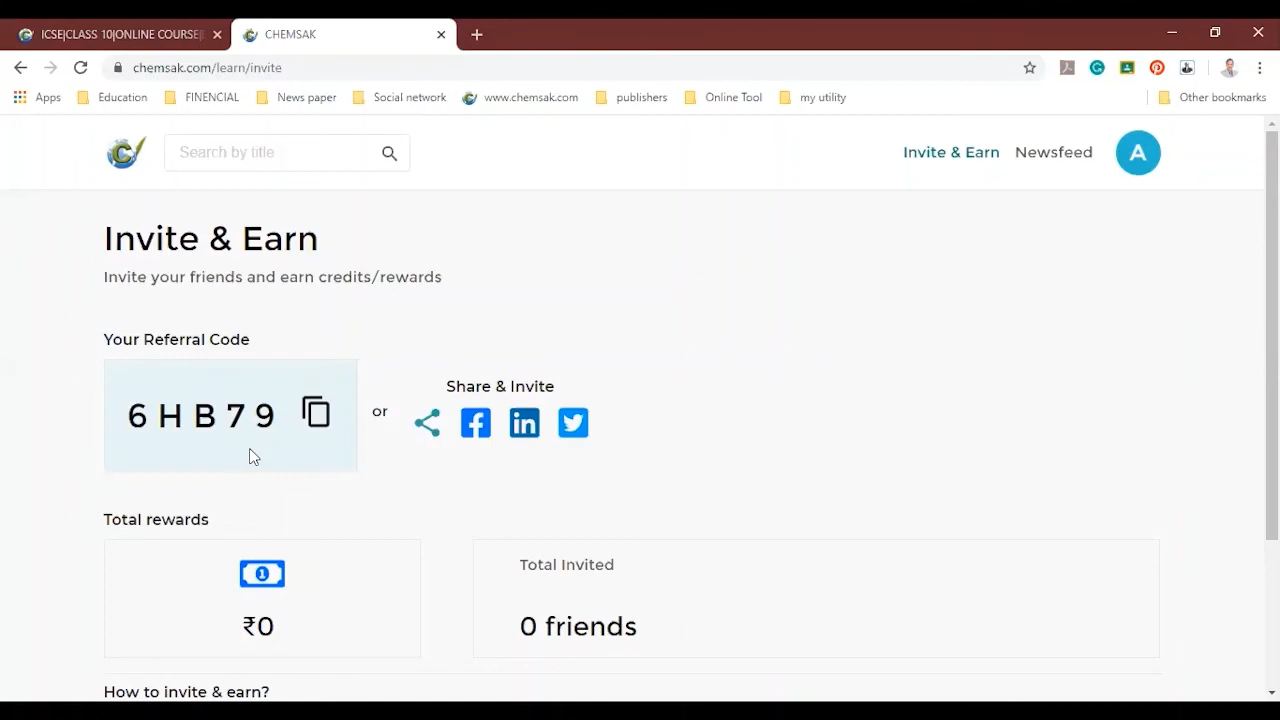 ICSE|CLASS 10|ONLINE COURSE|
CHEMSAK
chemsak.com/learn/invite
Apps Education FINENCIAL News paper Social network www.chemsak.com publishers Online Tool my utility Other bookmarks
Search by title
Invite & Earn Newsfeed A
Invite & Earn
Invite your friends and earn credits/rewards
Your Referral Code
6 H B 7 9
or
Share & Invite
Total rewards
₹0
Total Invited
0 friends
How to invite & earn?